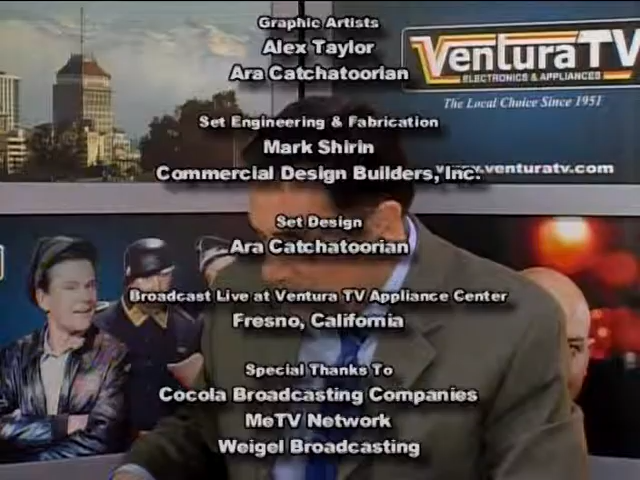 Graphic Artists
Alex Taylor
Ara Catchatoorian
VenturaTV
ELECTRONICS & APPLIANCES
The Local Choice Since 1951
Set Engineering & Fabrication
Mark Shirin
Commercial Design Builders, Inc.
www.venturatv.com
Set Design
Ara Catchatoorian
Broadcast Live at Ventura TV Appliance Center
Fresno, California
Special Thanks To
Cocola Broadcasting Companies
MeTV Network
Weigel Broadcasting